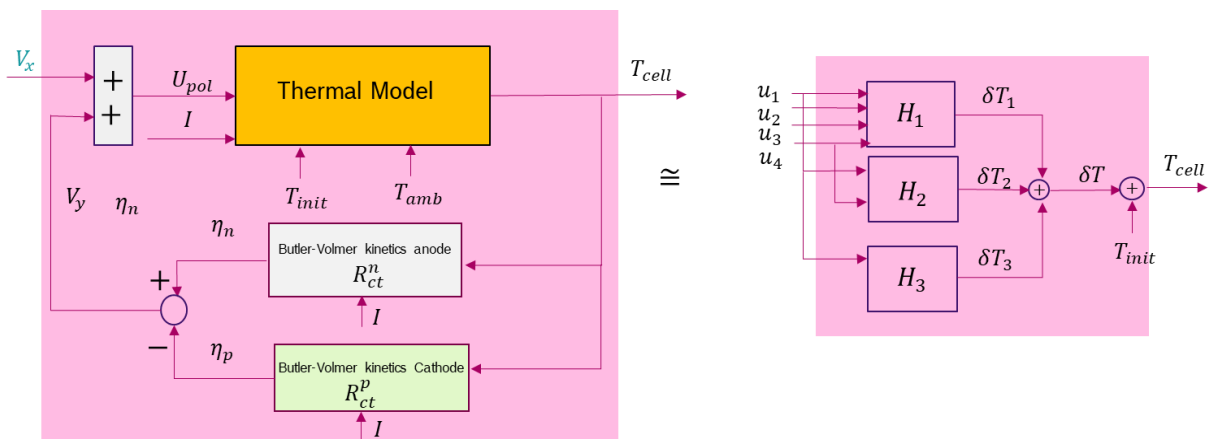 V_x
+
+
U_pol
I
Thermal Model
T_cell
T_init
T_amb
V_y
η_n
η_n
Butler-Volmer kinetics anode
R_ct^n
I
+
−
η_p
Butler-Volmer kinetics Cathode
R_ct^p
I
≅
u_1
u_2
u_3
u_4
H_1
δT_1
H_2
δT_2
+
δT
+
T_cell
T_init
H_3
δT_3